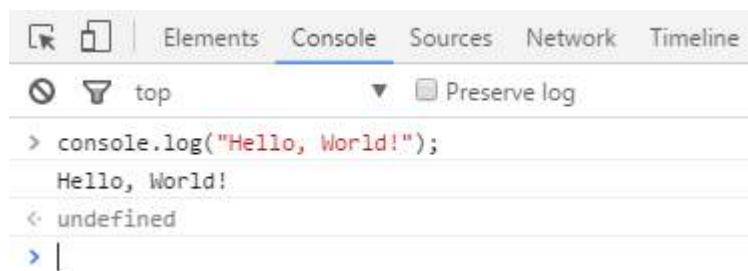 Elements Console Sources Network Timeline
top ▼ Preserve log
> console.log("Hello, World!");
Hello, World!
<· undefined
>